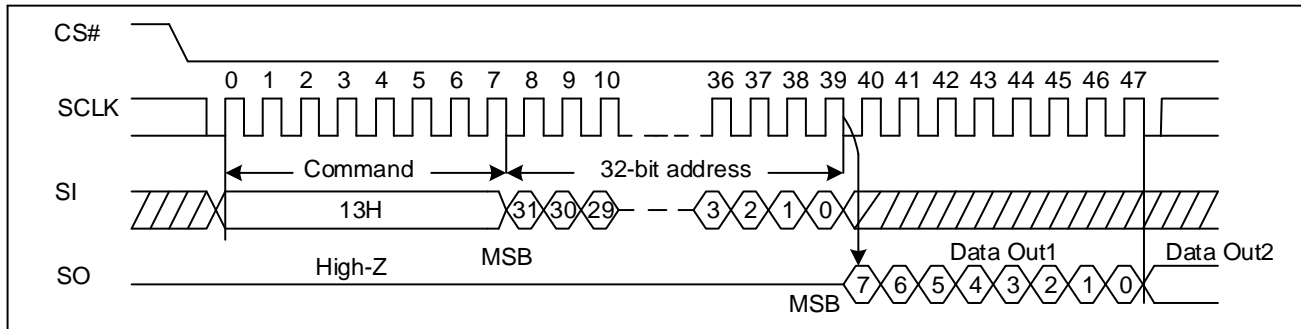 CS#
0 1 2 3 4 5 6 7 8 9 10 36 37 38 39 40 41 42 43 44 45 46 47
SCLK
Command 32-bit address
SI
13H 31 30 29 3 2 1 0
MSB
High-Z
Data Out1 Data Out2
SO
7 6 5 4 3 2 1 0
MSB